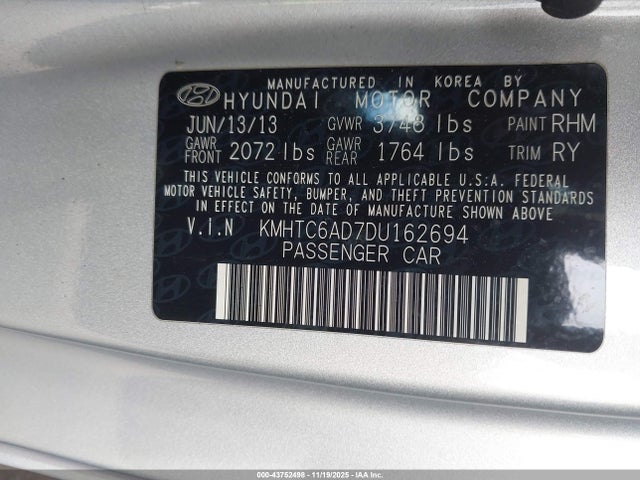 MANUFACTURED IN KOREA BY
HYUNDAI MOTOR COMPANY
JUN/13/13 GVWR 3748 lbs PAINT RHM
GAWR FRONT 2072 lbs GAWR REAR 1764 lbs TRIM RY
THIS VEHICLE CONFORMS TO ALL APPLICABLE U.S.A. FEDERAL
MOTOR VEHICLE SAFETY, BUMPER, AND THEFT PREVENTION STANDARDS
IN EFFECT ON THE DATE OF MANUFACTURE SHOWN ABOVE
V.i.N KMHTC6AD7DU162694
PASSENGER CAR
000-43752498 - 11/19/2025 - IAA Inc.